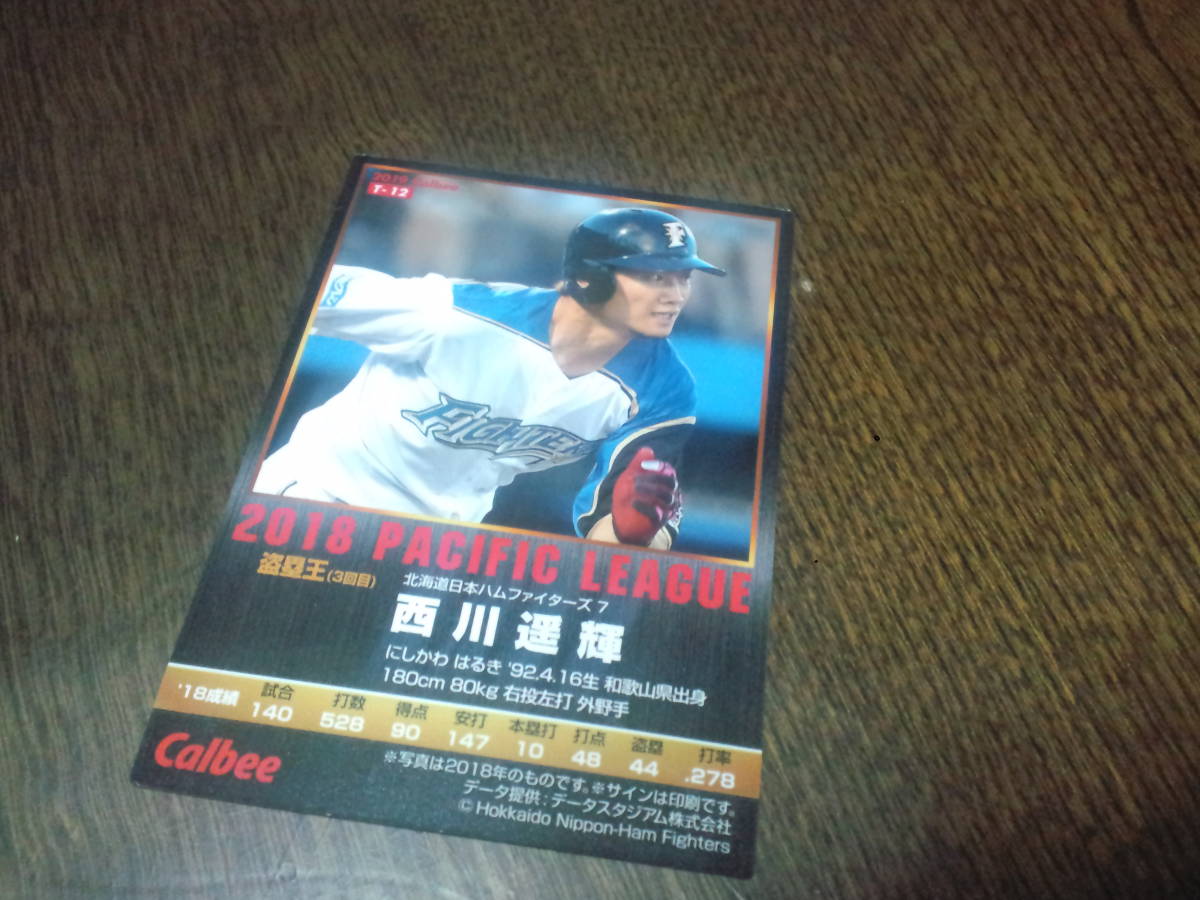 2019 Calbee
T-12
F
FIGHTERS
2018 PACIFIC LEAGUE
盗塁王(3回目)
北海道日本ハムファイターズ 7
西川遥輝
にしかわ はるき '92.4.16生 和歌山県出身
180cm 80kg 右投左打 外野手
'18成績 試合 打数 得点 安打 本塁打 打点 盗塁 打率
140 528 90 147 10 48 44 .278
Calbee
※写真は2018年のものです。※サインは印刷です。
データ提供:データスタジアム株式会社
© Hokkaido Nippon-Ham Fighters